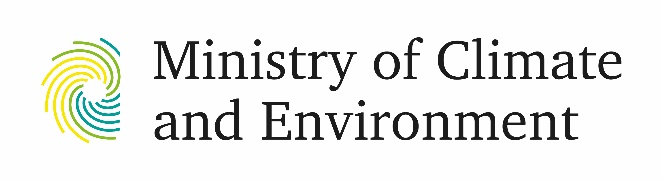 Ministry of Climate
and Environment